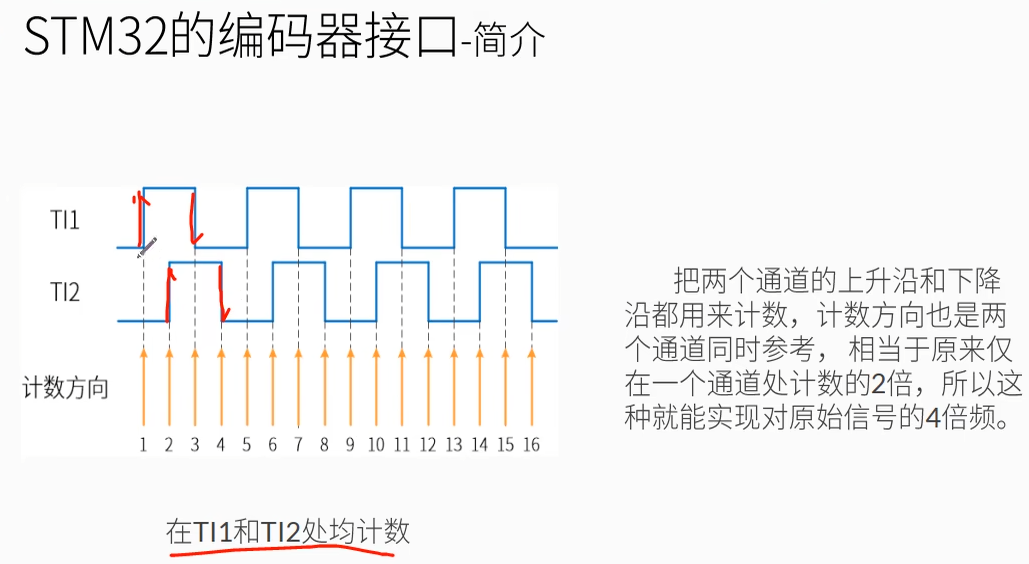 STM32的编码器接口-简介
TI1
TI2
计数方向
1 2 3 4 5 6 7 8 9 10 11 12 13 14 15 16
把两个通道的上升沿和下降
沿都用来计数，计数方向也是两
个通道同时参考， 相当于原来仅
在一个通道处计数的2倍，所以这
种就能实现对原始信号的4倍频。
在TI1和TI2处均计数